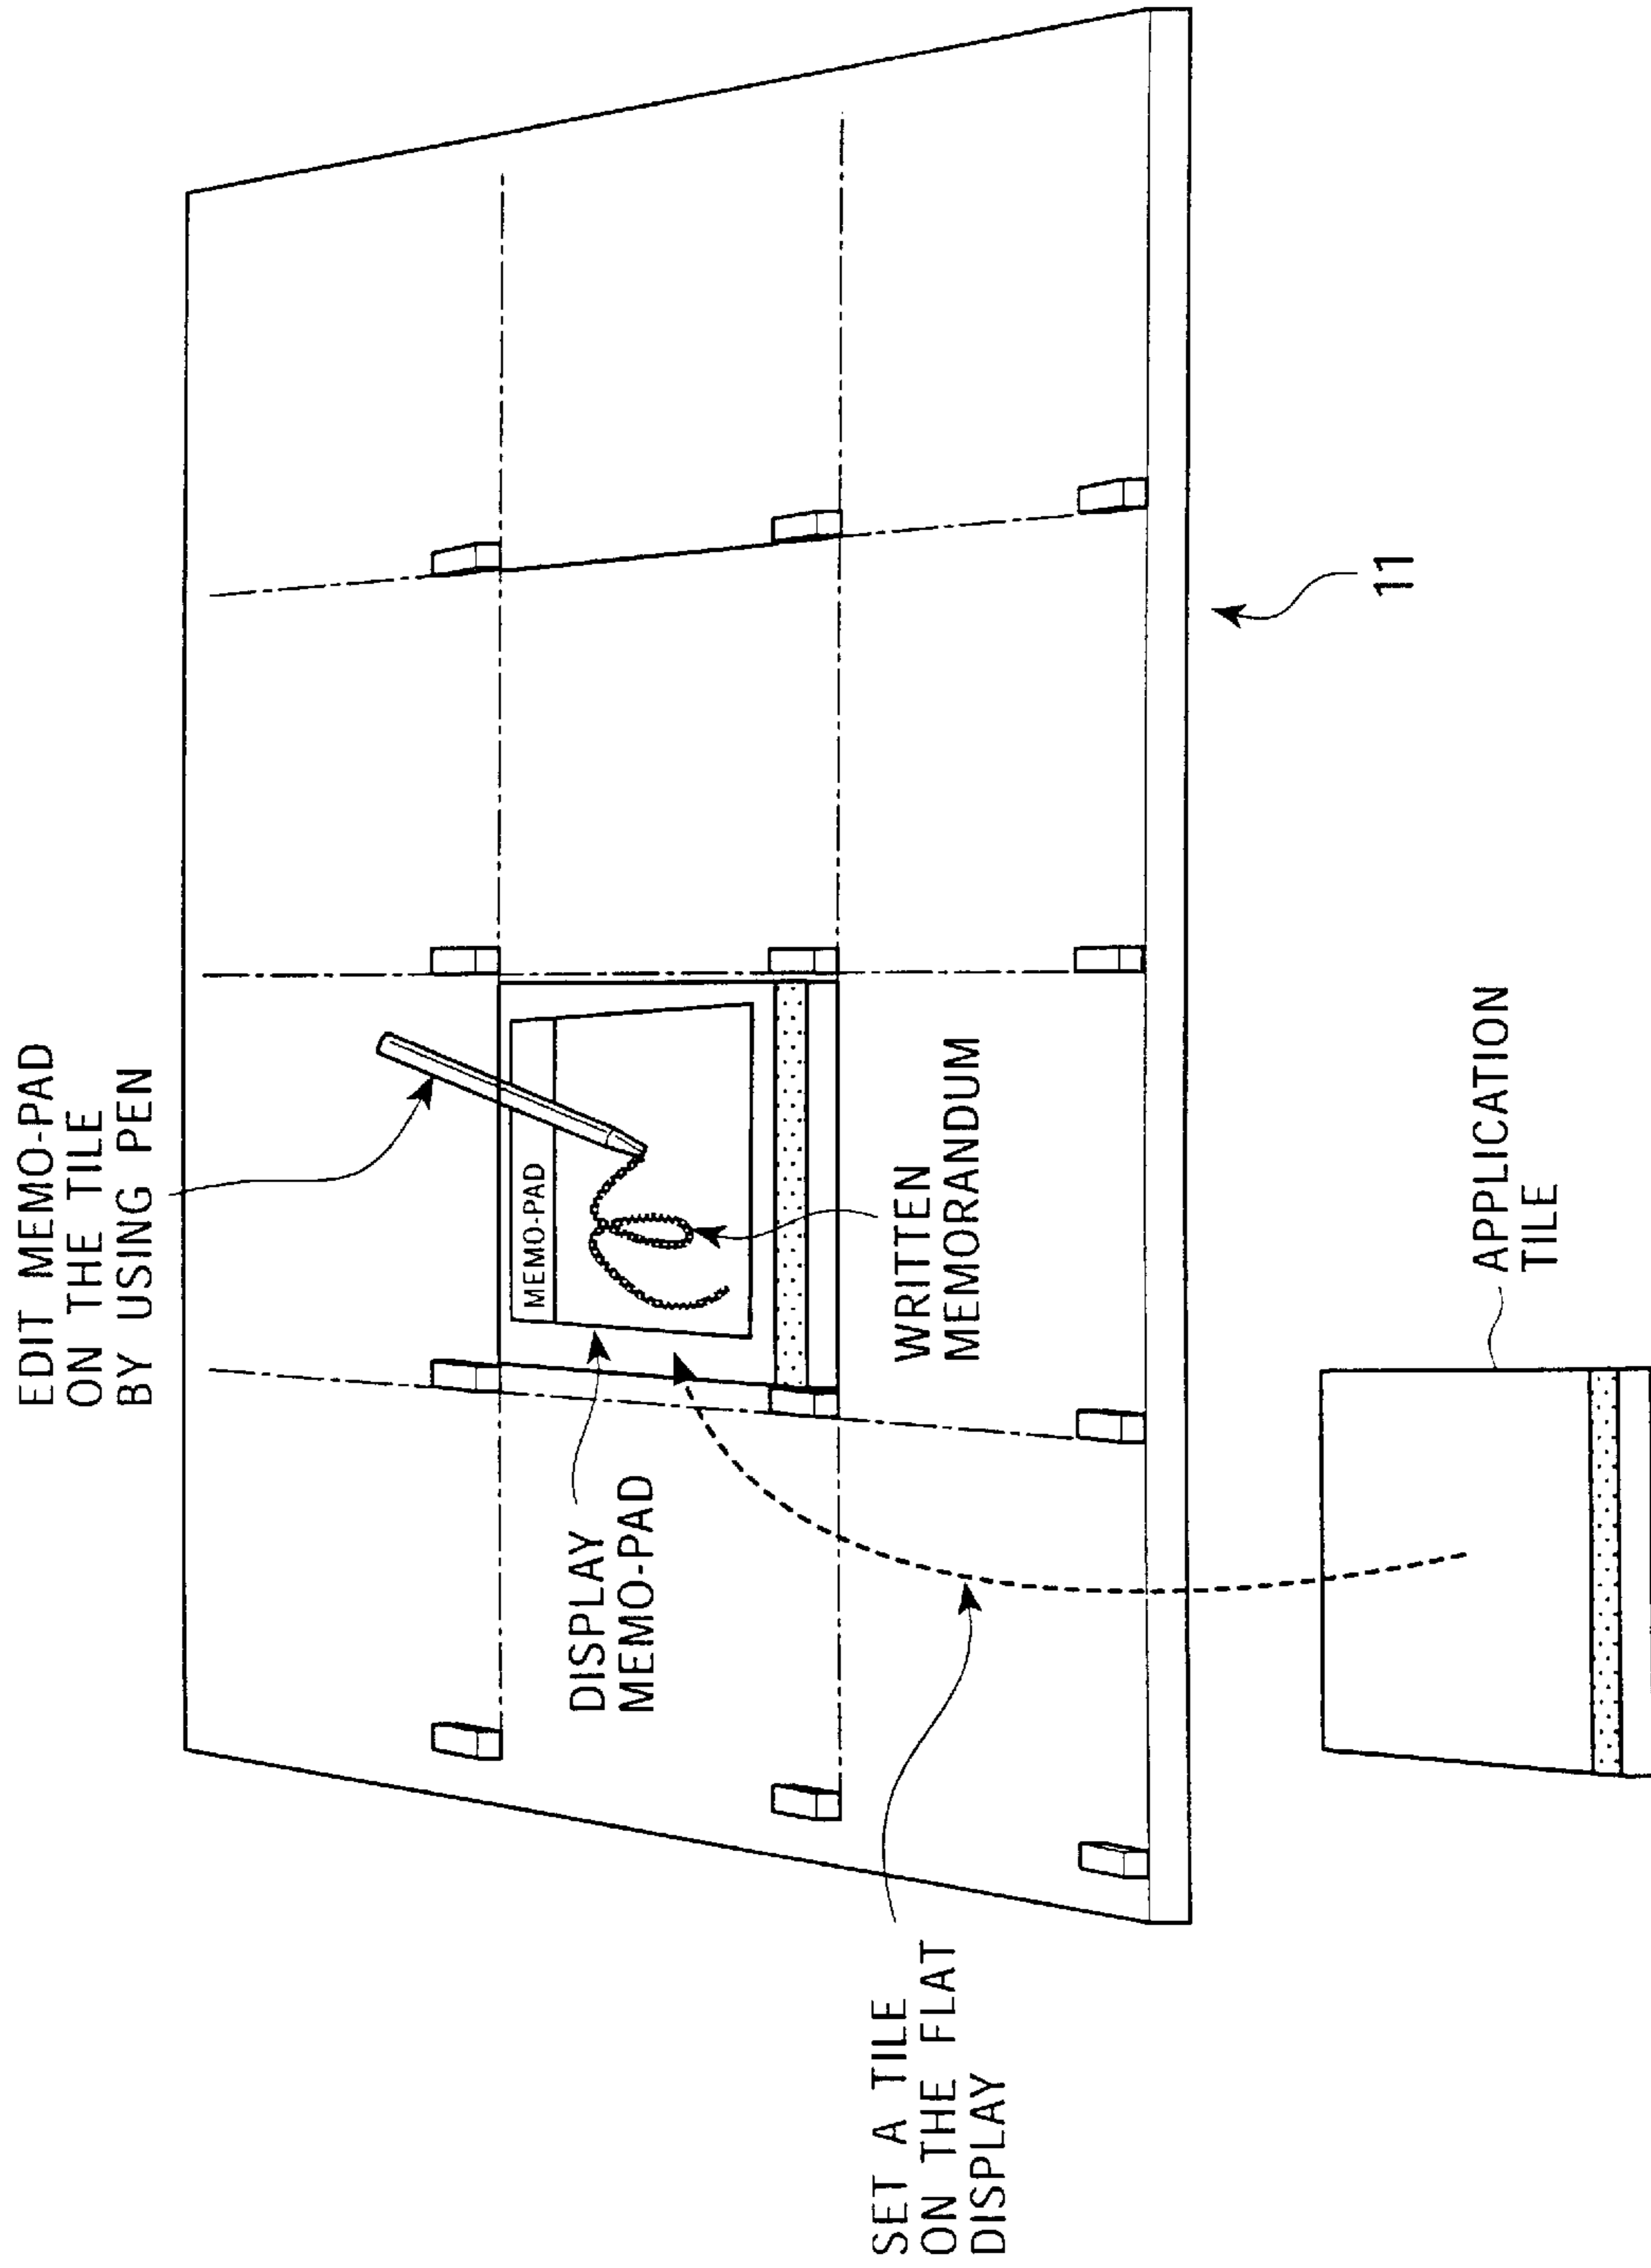 EDIT MEMO-PAD
ON THE TILE
BY USING PEN
MEMO-PAD
DISPLAY
MEMO-PAD
WRITTEN
MEMORANDUM
SET A TILE
ON THE FLAT
DISPLAY
11
APPLICATION
TILE